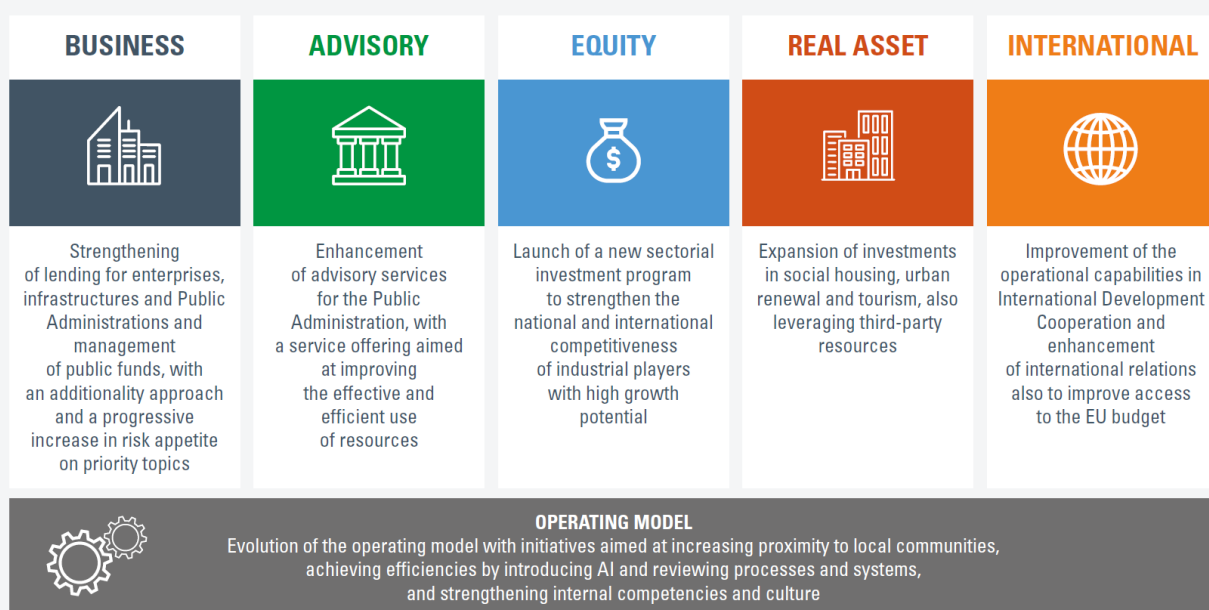 BUSINESS
Strengthening
of lending for enterprises,
infrastructures and Public
Administrations and
management
of public funds, with
an additionality approach
and a progressive
increase in risk appetite
on priority topics
ADVISORY
Enhancement
of advisory services
for the Public
Administration, with
a service offering aimed
at improving
the effective and
efficient use
of resources
EQUITY
$
Launch of a new sectorial
investment program
to strengthen the
national and international
competitiveness
of industrial players
with high growth
potential
REAL ASSET
Expansion of investments
in social housing, urban
renewal and tourism, also
leveraging third-party
resources
INTERNATIONAL
Improvement of the
operational capabilities in
International Development
Cooperation and
enhancement
of international relations
also to improve access
to the EU budget
OPERATING MODEL
Evolution of the operating model with initiatives aimed at increasing proximity to local communities,
achieving efficiencies by introducing AI and reviewing processes and systems,
and strengthening internal competencies and culture